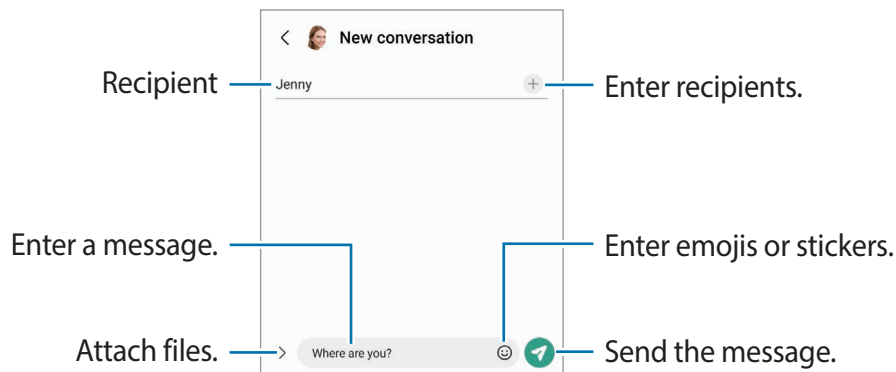 New conversation
Recipient
Jenny
Enter recipients.
Enter a message.
Enter emojis or stickers.
Attach files.
Where are you?
Send the message.